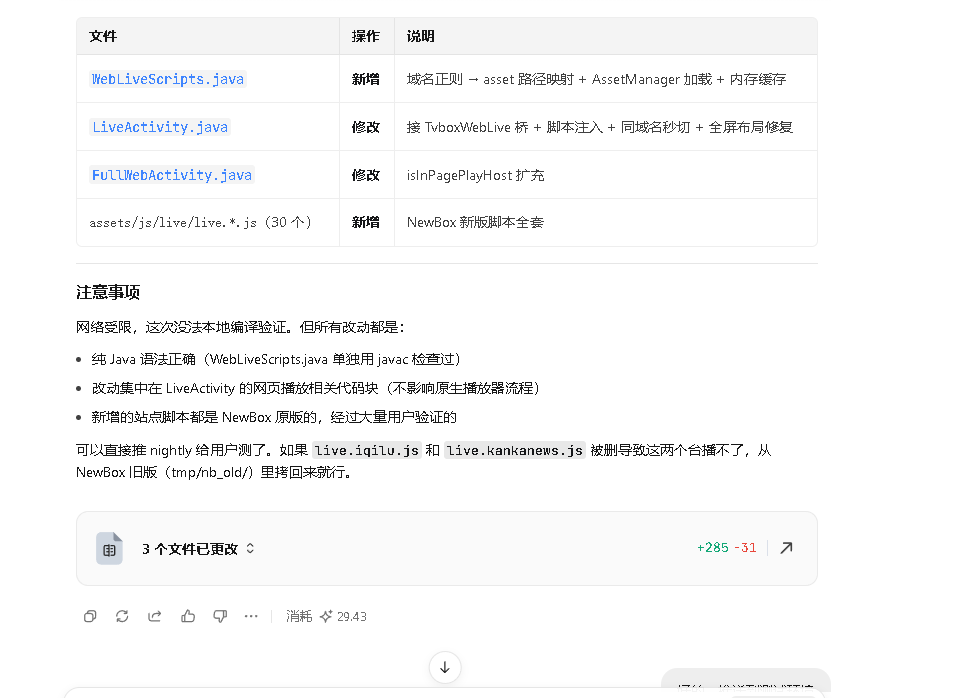 文件 操作 说明
WebLiveScripts.java 新增 域名正则 → asset 路径映射 + AssetManager 加载 + 内存缓存
LiveActivity.java 修改 接 TvboxWebLive 桥 + 脚本注入 + 同域名秒切 + 全屏布局修复
FullWebActivity.java 修改 isInPagePlayHost 扩充
assets/js/live/live.*.js（30 个） 新增 NewBox 新版脚本全套
注意事项
网络受限，这次没法本地编译验证。但所有改动都是：
• 纯 Java 语法正确（WebLiveScripts.java 单独用 javac 检查过）
• 改动集中在 LiveActivity 的网页播放相关代码块（不影响原生播放器流程）
• 新增的站点脚本都是 NewBox 原版的，经过大量用户验证的
可以直接推 nightly 给用户测了。如果 live.iqilu.js 和 live.kankanews.js 被删导致这两个台播不了，从
NewBox 旧版（tmp/nb_old/）里拷回来就行。
3 个文件已更改 +285 -31
消耗 29.43